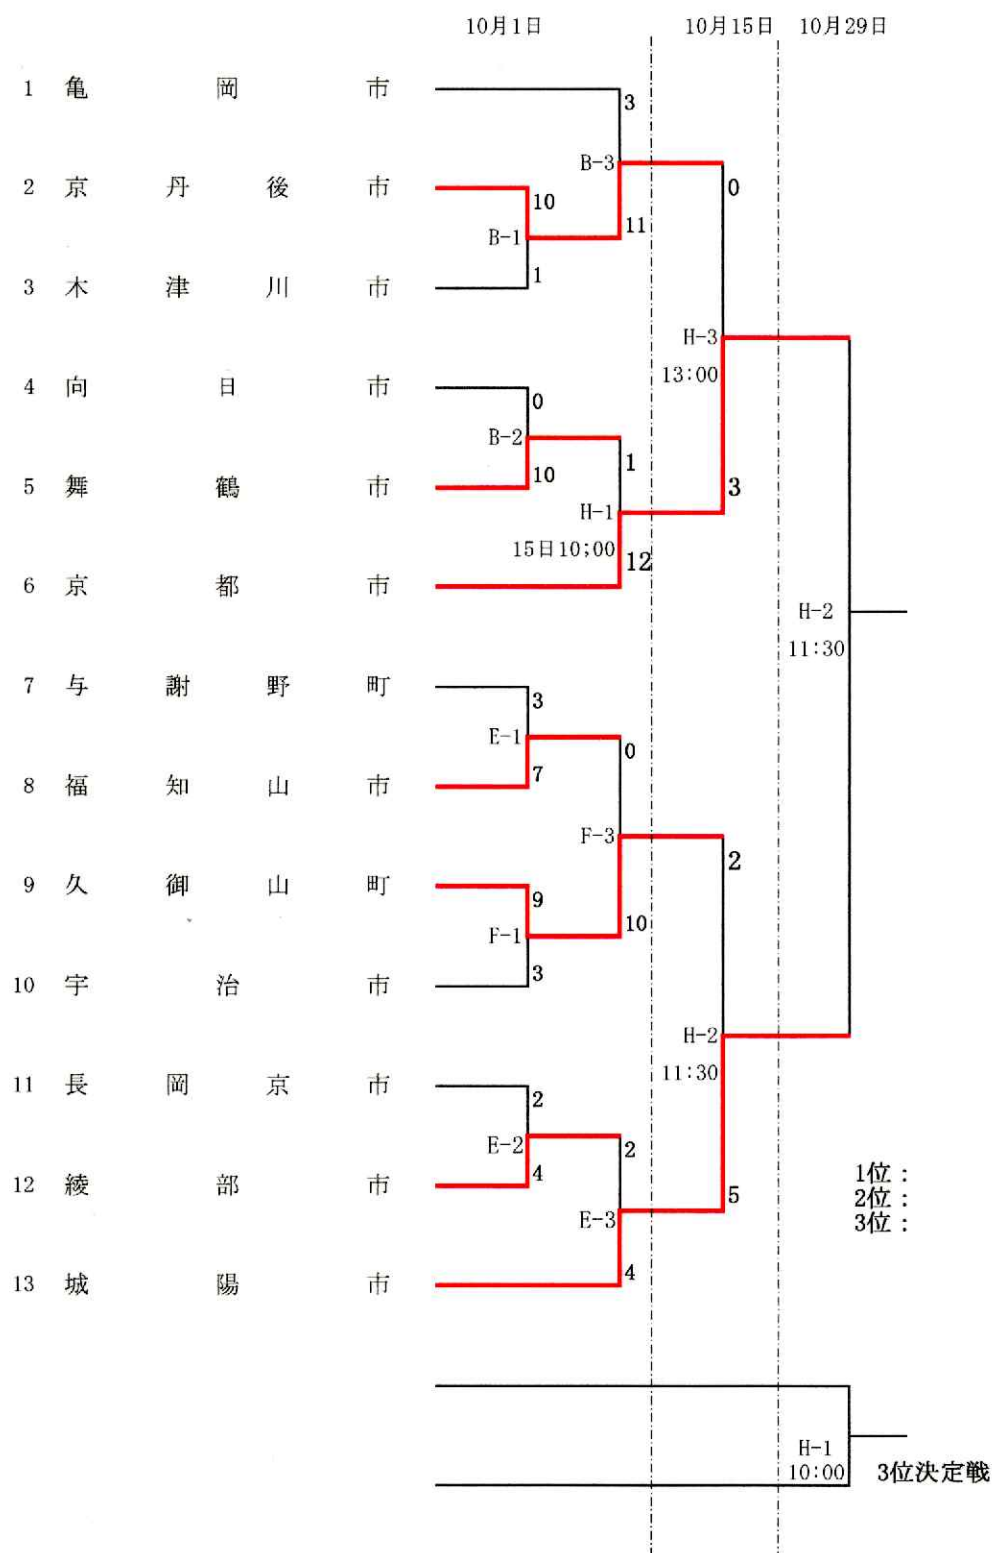 10月1日 10月15日 10月29日
1 亀岡市
3
B-3
2 京丹後市
10
0
B-1
11
3 木津川市
1
H-3
13:00
4 向日市
0
B-2
1
5 舞鶴市
10
3
H-1
15日10;00
12
6 京都市
H-2
11:30
7 与謝野町
3
E-1
0
8 福知山市
7
F-3
2
9 久御山町
9
F-1
10
10 宇治市
3
H-2
11:30
11 長岡京市
2
E-2
2
12 綾部市
4
5
E-3
13 城陽市
4
1位：
2位：
3位：
H-1
10:00 3位決定戦